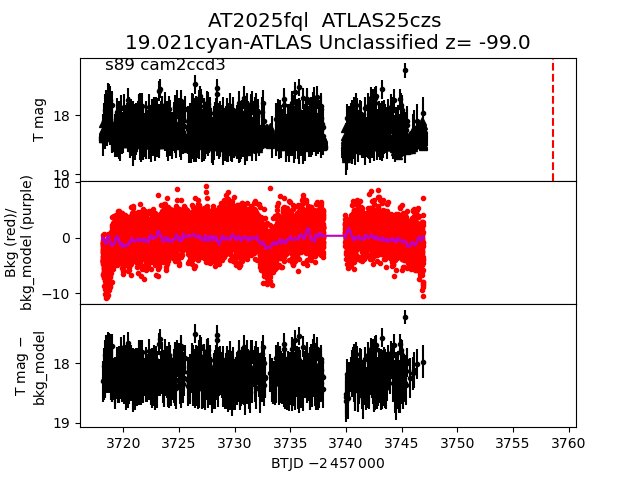 AT2025fql ATLAS25czs
19.021cyan-ATLAS Unclassified z= -99.0
s89 cam2ccd3
T mag
18
19
Bkg (red)/
bkg_model (purple)
10
0
−10
T mag −
bkg_model
18
19
3720 3725 3730 3735 3740 3745 3750 3755 3760
BTJD −2 457 000